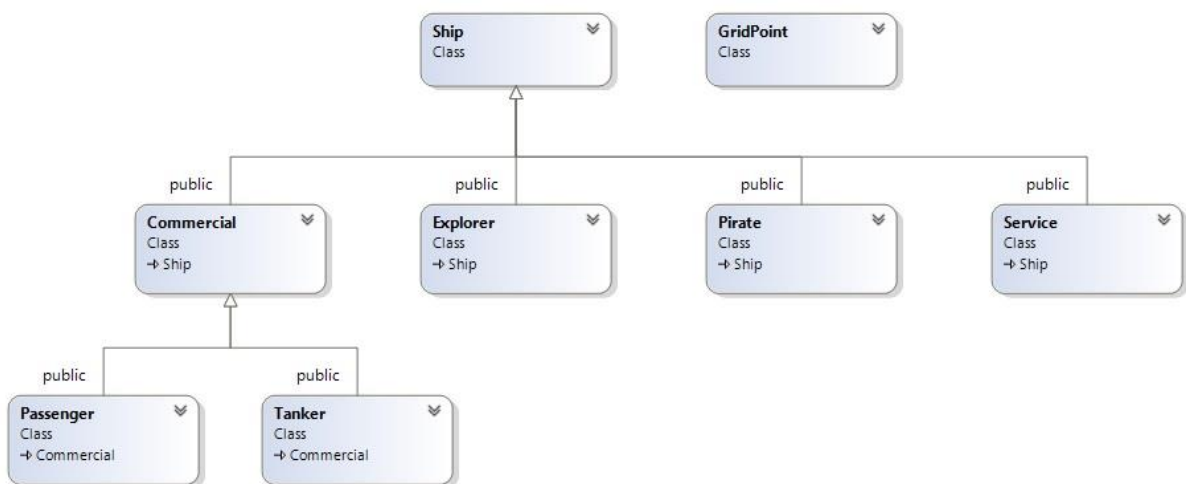 Ship
Class
GridPoint
Class
public
public
public
public
Commercial
Class
Ship
Explorer
Class
Ship
Pirate
Class
Ship
Service
Class
Ship
public
public
Passenger
Class
Commercial
Tanker
Class
Commercial